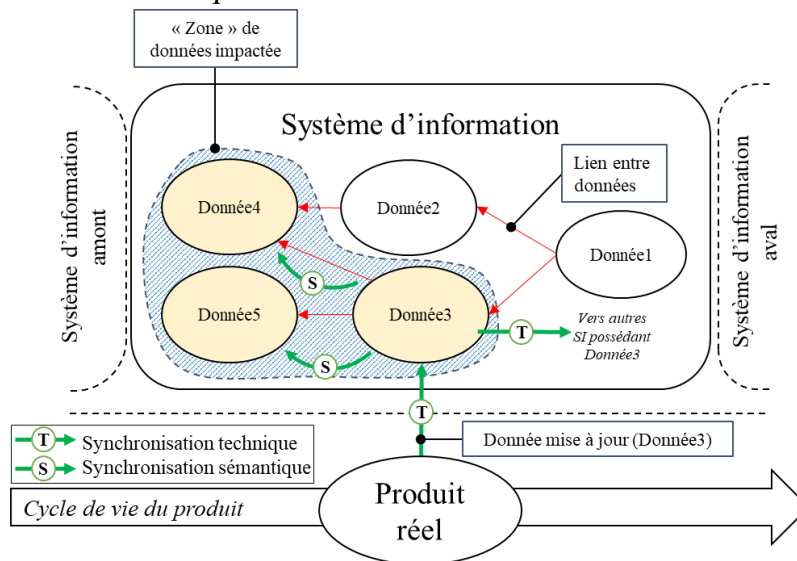 « Zone » de
données impactée
Système d'information
Lien entre
données
Système d'information
amont
Système d'information
aval
Donnée4
Donnée2
Donnée1
S
Donnée5
Donnée3
T
Vers autres
SI possédant
Donnée3
S
T
T Synchronisation technique
S Synchronisation sémantique
Donnée mise à jour (Donnée3)
Cycle de vie du produit
Produit
réel